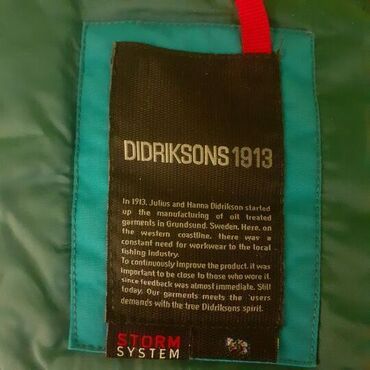 DIDRIKSONS 1913
In 1913, Julius and Hanna Didrikson started
up the manufacturing of oil treated
garments in Grundsund, Sweden. Here, on
the western coastline, there was a
constant need for workwear to the local
fishing industry.
To continously improve the product, it was
important to be close to those who wore it.
since feedback was almost immediate. Still
today. Our garments meets the 'users
demands with the tree Didriksons spirit.
STORM
SYSTEM